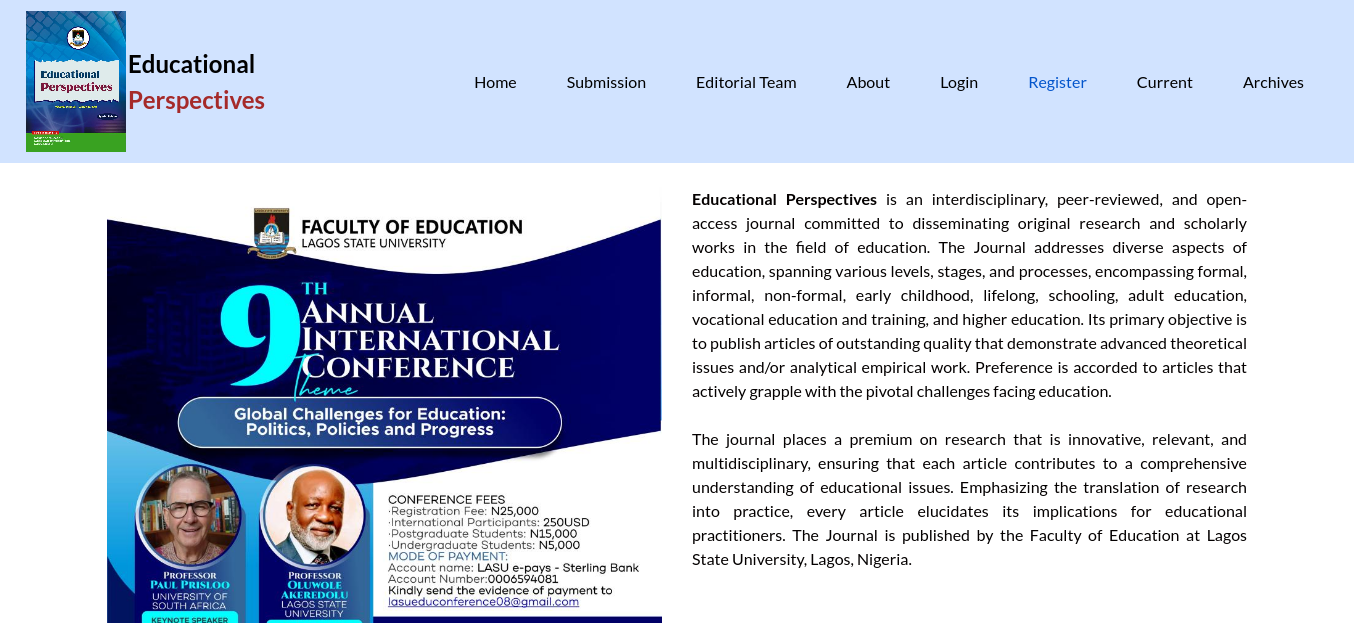 Educational
Perspectives
Educational
Perspectives
Home
Submission
Editorial Team
About
Login
Register
Current
Archives
FACULTY OF EDUCATION
LAGOS STATE UNIVERSITY
9TH
ANNUAL
INTERNATIONAL
CONFERENCE
Theme
Global Challenges for Education:
Politics, Policies and Progress
PROFESSOR
PAUL PRISLOO
UNIVERSITY OF
SOUTH AFRICA
KEYNOTE SPEAKER
PROFESSOR
OLUWOLE
AKEREDOLU
LAGOS STATE
UNIVERSITY
CONFERENCE FEES
·Registration Fee: N25,000
·International Participants: 250USD
·Postgraduate Students: N15,000
·Undergraduate Students: N5,000
MODE OF PAYMENT:
Account name: LASU e-pays - Sterling Bank
Account Number:0006594081
Kindly send the evidence of payment to
lasueduconference08@gmail.com
Educational Perspectives is an interdisciplinary, peer-reviewed, and open-
access journal committed to disseminating original research and scholarly
works in the field of education. The Journal addresses diverse aspects of
education, spanning various levels, stages, and processes, encompassing formal,
informal, non-formal, early childhood, lifelong, schooling, adult education,
vocational education and training, and higher education. Its primary objective is
to publish articles of outstanding quality that demonstrate advanced theoretical
issues and/or analytical empirical work. Preference is accorded to articles that
actively grapple with the pivotal challenges facing education.
The journal places a premium on research that is innovative, relevant, and
multidisciplinary, ensuring that each article contributes to a comprehensive
understanding of educational issues. Emphasizing the translation of research
into practice, every article elucidates its implications for educational
practitioners. The Journal is published by the Faculty of Education at Lagos
State University, Lagos, Nigeria.